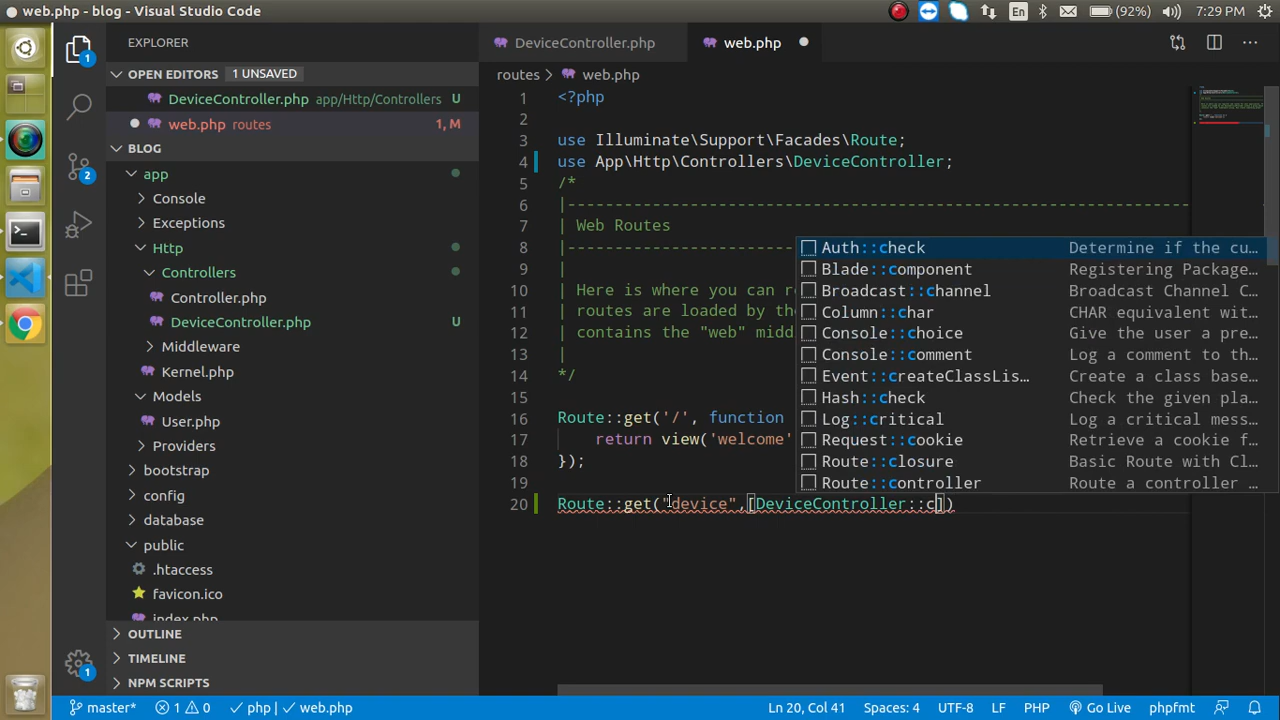 web.php - blog - Visual Studio Code
En
(92%)
7:29 PM
EXPLORER
OPEN EDITORS
1 UNSAVED
DeviceController.php app/Http/Controllers U
web.php routes 1, M
BLOG
app
Console
Exceptions
Http
Controllers
Controller.php
DeviceController.php U
Middleware
Kernel.php
Models
User.php
Providers
bootstrap
config
public
.htaccess
favicon.ico
index.php
OUTLINE
TIMELINE
NPM SCRIPTS
1
2
1
DeviceController.php
web.php
routes > web.php
1 <?php
2
3 use Illuminate\Support\Facades\Route;
4 use App\Http\Controllers\DeviceController;
5 /*
6 |--------------------------------------------------------------------------
7 | Web Routes
8 |--------------------------
9 |
10 | Here is where you can r
11 | routes are loaded by th
12 | contains the "web" midd
13 |
14 */
15
16 Route::get('/', function
17 return view('welcome'
18 });
19
20 Route::get("device",[DeviceController::c])
Auth::check Determine if the cu...
Blade::component Registering Package...
Broadcast::channel Broadcast Channel C...
Column::char CHAR equivalent wit...
Console::choice Give the user a pre...
Console::comment Log a comment to th...
Event::createClassLis... Create a class base...
Hash::check Check the given pla...
Log::critical Log a critical mess...
Request::cookie Retrieve a cookie f...
Route::closure Basic Route with Cl...
Route::controller Route a controller ...
master*
1
0
php
web.php
Ln 20, Col 41
Spaces: 4
UTF-8
LF
PHP
Go Live
phpfmt